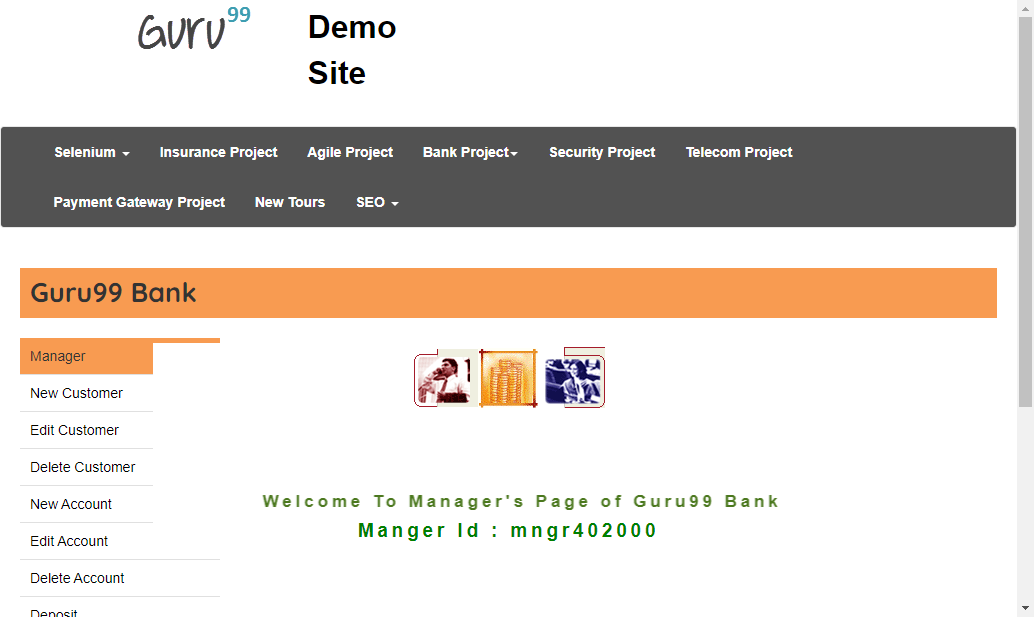 Guru99
Demo
Site
Selenium
Insurance Project
Agile Project
Bank Project
Security Project
Telecom Project
Payment Gateway Project
New Tours
SEO
Guru99 Bank
Manager
New Customer
Edit Customer
Delete Customer
New Account
Edit Account
Delete Account
Deposit
Welcome To Manager's Page of Guru99 Bank
Manger Id : mngr402000